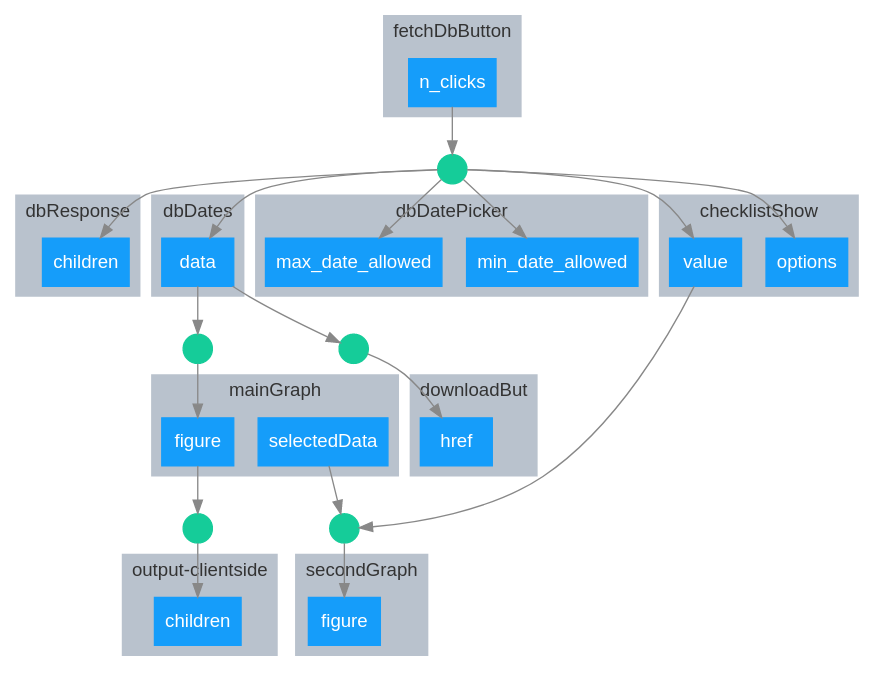 fetchDbButton
n_clicks
dbResponse
dbDates
dbDatePicker
checklistShow
children
data
max_date_allowed
min_date_allowed
value
options
mainGraph
downloadBut
figure
selectedData
href
output-clientside
secondGraph
children
figure